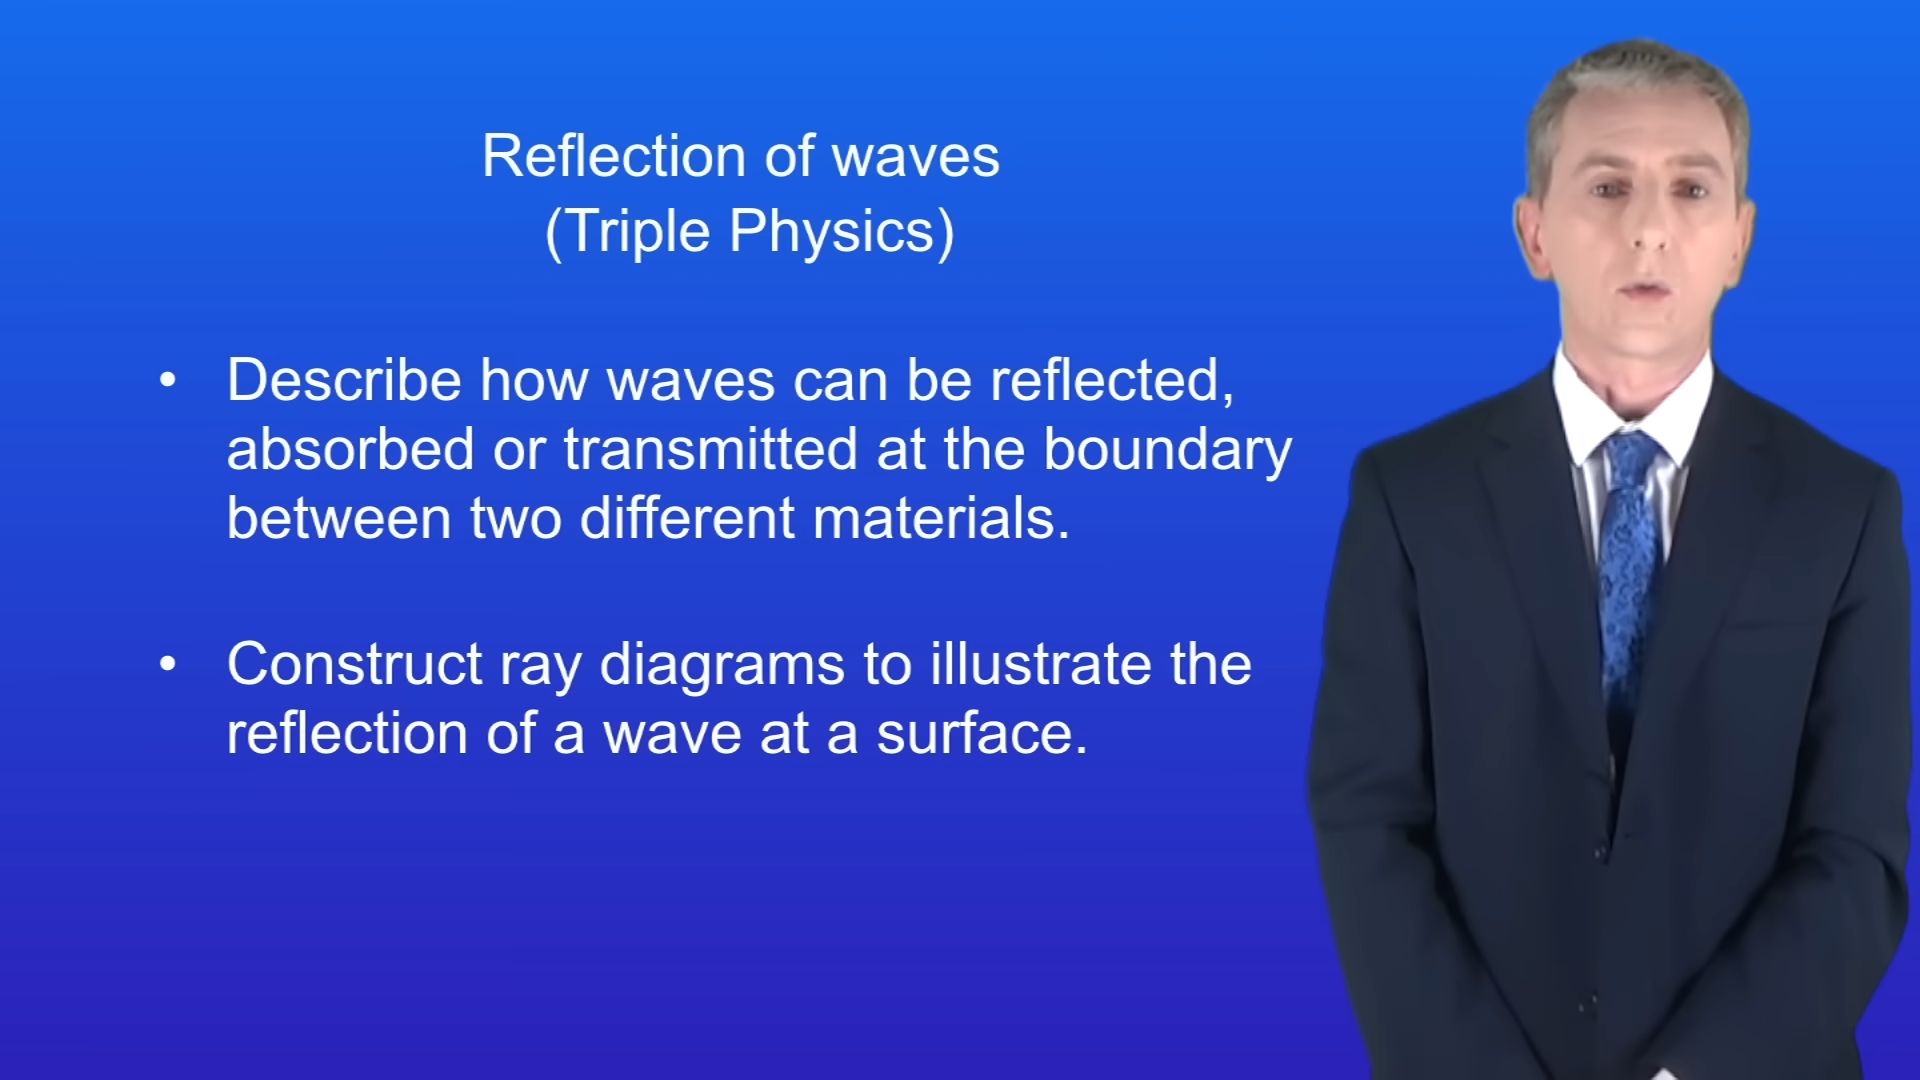 Reflection of waves
(Triple Physics)
• Describe how waves can be reflected,
absorbed or transmitted at the boundary
between two different materials.
• Construct ray diagrams to illustrate the
reflection of a wave at a surface.